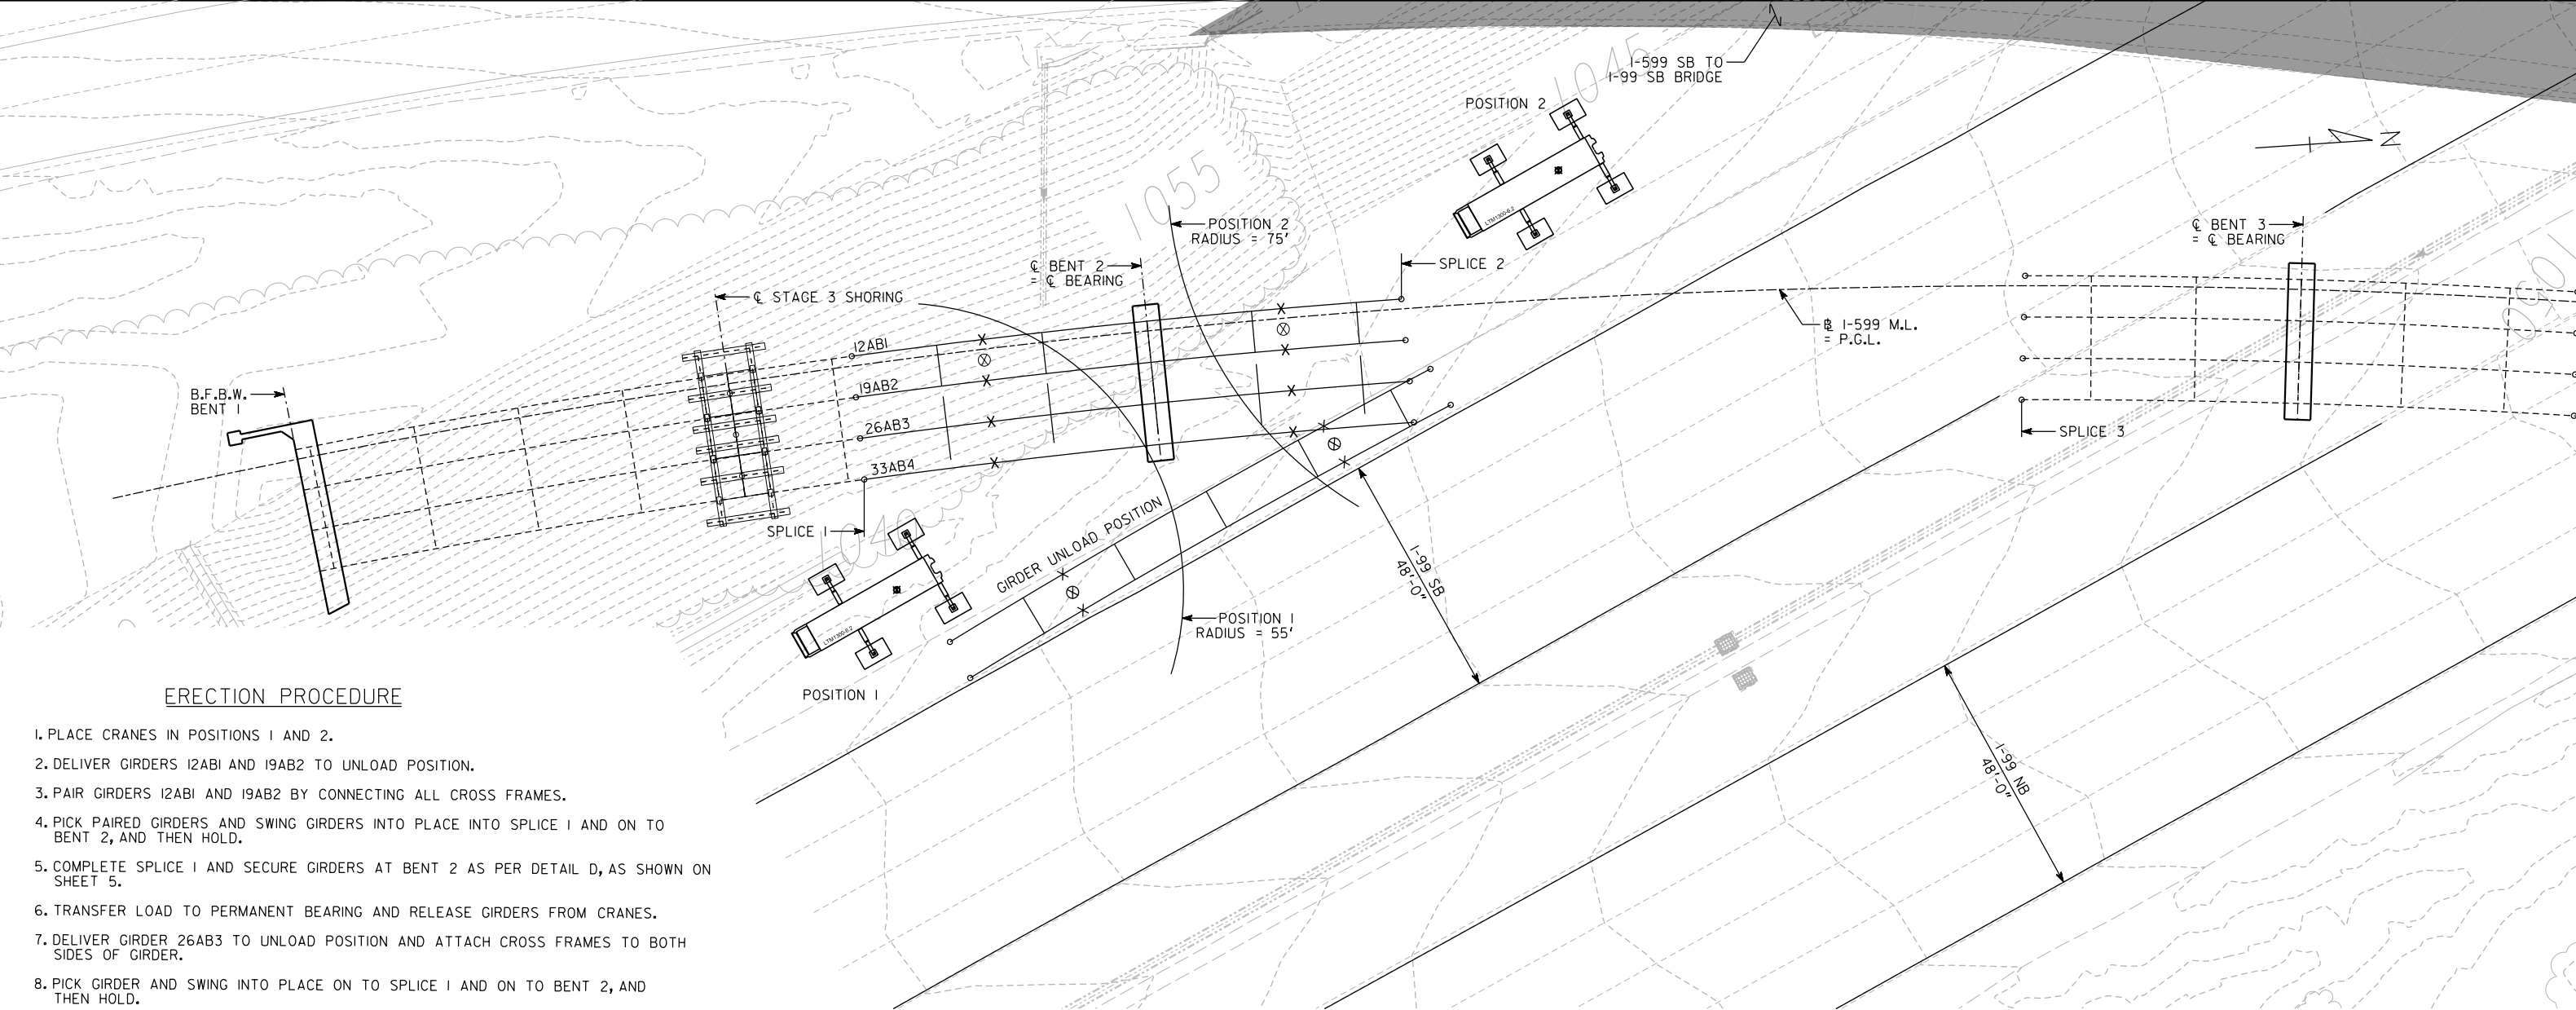 I-599 SB TO
I-99 SB BRIDGE
N
POSITION 2
1045
1055
POSITION 2
RADIUS = 75'
℄ BENT 2
= ℄ BEARING
SPLICE 2
℄ BENT 3
= ℄ BEARING
℄ STAGE 3 SHORING
LTM1300-6.2
I-599 M.L.
= P.G.L.
12AB1
19AB2
26AB3
33AB4
B.F.B.W.
BENT 1
SPLICE 3
SPLICE 1
1040
GIRDER UNLOAD POSITION
LTM1300-6.2
I-99 SB
48'-0"
POSITION 1
RADIUS = 55'
POSITION 1
I-99 NB
48'-0"
ERECTION PROCEDURE
1. PLACE CRANES IN POSITIONS 1 AND 2.
2. DELIVER GIRDERS 12AB1 AND 19AB2 TO UNLOAD POSITION.
3. PAIR GIRDERS 12AB1 AND 19AB2 BY CONNECTING ALL CROSS FRAMES.
4. PICK PAIRED GIRDERS AND SWING GIRDERS INTO PLACE INTO SPLICE 1 AND ON TO
BENT 2, AND THEN HOLD.
5. COMPLETE SPLICE 1 AND SECURE GIRDERS AT BENT 2 AS PER DETAIL D, AS SHOWN ON
SHEET 5.
6. TRANSFER LOAD TO PERMANENT BEARING AND RELEASE GIRDERS FROM CRANES.
7. DELIVER GIRDER 26AB3 TO UNLOAD POSITION AND ATTACH CROSS FRAMES TO BOTH
SIDES OF GIRDER.
8. PICK GIRDER AND SWING INTO PLACE ON TO SPLICE 1 AND ON TO BENT 2, AND
THEN HOLD.